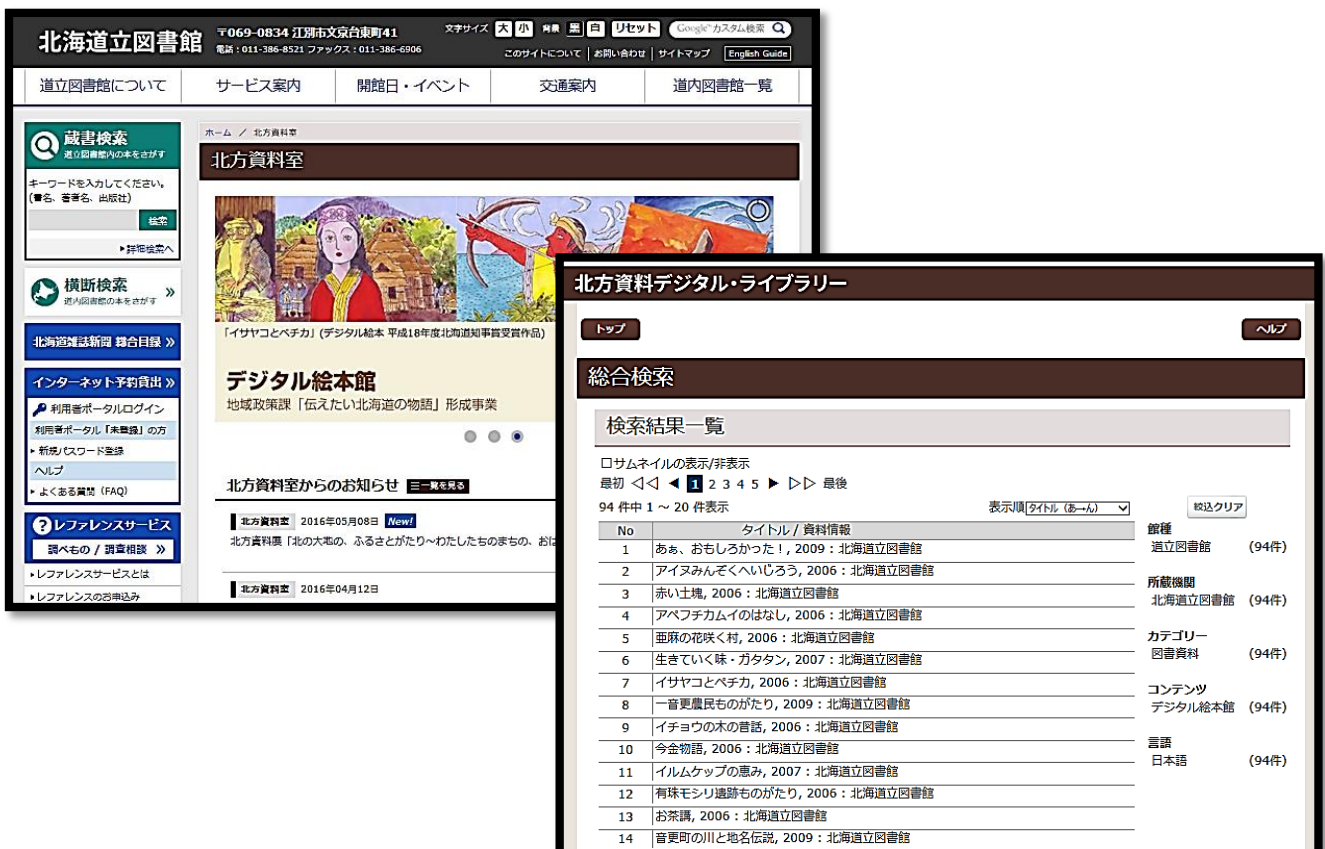 北海道立図書館
〒069-0834 江別市文京台東町41
電話：011-386-8521 ファックス：011-386-6906
文字サイズ 大 小 背景 黒 白 リセット Google カスタム検索
このサイトについて | お問い合わせ | サイトマップ English Guide
道立図書館について サービス案内 開館日・イベント 交通案内 道内図書館一覧
蔵書検索
道立図書館内の本をさがす
キーワードを入力してください。
(書名、著者名、出版社)
検索
▶詳細検索へ
横断検索 »
道内図書館の本をさがす
北海道雑誌新聞 総合目録 »
インターネット予約貸出 »
利用者ポータルログイン
利用者ポータル「未登録」の方
▶新規パスワード登録
ヘルプ
▶よくある質問（FAQ）
?レファレンスサービス
調べもの / 調査相談 »
▶レファレンスサービスとは
▶レファレンスのお申込み
ホーム / 北方資料室
北方資料室
「イサヤコとペチカ」(デジタル絵本 平成18年度北海道知事賞受賞作品)
デジタル絵本館
地域政策課「伝えたい北海道の物語」形成事業
北方資料室からのお知らせ 一覧を見る
北方資料室 2016年05月08日 New!
北方資料展「北の大地の、ふるさとがたり～わたしたちのまちの、おは
北方資料室 2016年04月12日
北方資料デジタル・ライブラリー
トップ ヘルプ
総合検索
検索結果一覧
□サムネイルの表示/非表示
最初 ◁◁ ◀ 1 2 3 4 5 ▶ ▷▷ 最後
94 件中 1 ～ 20 件表示 表示順 タイトル（あ→ん） 絞込クリア
No タイトル / 資料情報
1 あぁ、おもしろかった！, 2009：北海道立図書館
2 アイヌみんぞくへいじろう, 2006：北海道立図書館
3 赤い土塊, 2006：北海道立図書館
4 アペフチカムイのはなし, 2006：北海道立図書館
5 亜麻の花咲く村, 2006：北海道立図書館
6 生きていく味・ガタタン, 2007：北海道立図書館
7 イサヤコとペチカ, 2006：北海道立図書館
8 一音更農民ものがたり, 2009：北海道立図書館
9 イチョウの木の昔話, 2006：北海道立図書館
10 今金物語, 2006：北海道立図書館
11 イルムケップの恵み, 2007：北海道立図書館
12 有珠モシリ遺跡ものがたり, 2006：北海道立図書館
13 お茶講, 2006：北海道立図書館
14 音更町の川と地名伝説, 2009：北海道立図書館
館種
道立図書館 (94件)
所蔵機関
北海道立図書館 (94件)
カテゴリー
図書資料 (94件)
コンテンツ
デジタル絵本館 (94件)
言語
日本語 (94件)